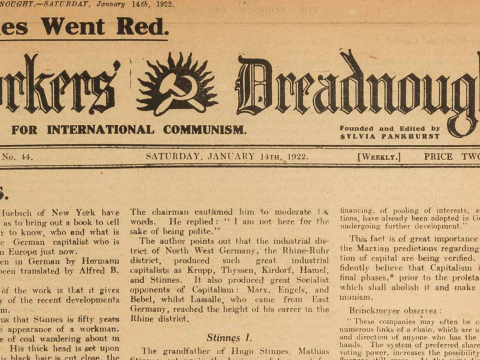 NOUGHT.—SATURDAY, January 14th, 1922.
es Went Red.
orkers' Dreadnough
FOR INTERNATIONAL COMMUNISM.
Founded and Edited by
SYLVIA PANKHURST
No. 44.
SATURDAY, JANUARY 14TH, 1922.
[WEEKLY.]
PRICE TWO
s.
Huebsch of New York have
as to bring out a book to tell
t to know, who and what is
e German capitalist who is
n Europe just now.
en in German by Hermann
een translated by Alfred B.
of the work is that it gives
y of the recent developments
sm.
us that Stinnes is fifty years
e appearance of a workman.
e of coal wandering about in
His thick head is set upon
is black hair is cut close, the
The chairman cautioned him to moderate his
words. He replied: "I am not here for the
sake of being polite."
The author points out that the industrial dis-
trict of North West Germany, the Rhine-Ruhr
district, produced such great industrial
capitalists as Krupp, Thyssen, Kirdorf, Hamel,
and Stinnes. It also produced great Socialist
opponents of Capitalism: Marx, Engels, and
Bebel, whilst Lassalle, who came from East
Germany, reached the height of his career in the
Rhine district.
Stinnes I.
The grandfather of Hugo Stinnes, Mathias
financing, of pooling of interests, a
tions, have already been adopted in Ge
undergoing further development."
This fact is of great importance
the Marxian predictions regarding
tion of capital are being verified.
fidently believe that Capitalism i
final phases,* prior to the proleta
which shall abolish it and make
munism.
Brinckmeyer observes:
"These companies may often be c
numerous links of a chain, which are u
and direction of anyone who has the
hands. The system of preferred share
voting power, increases the possibilit